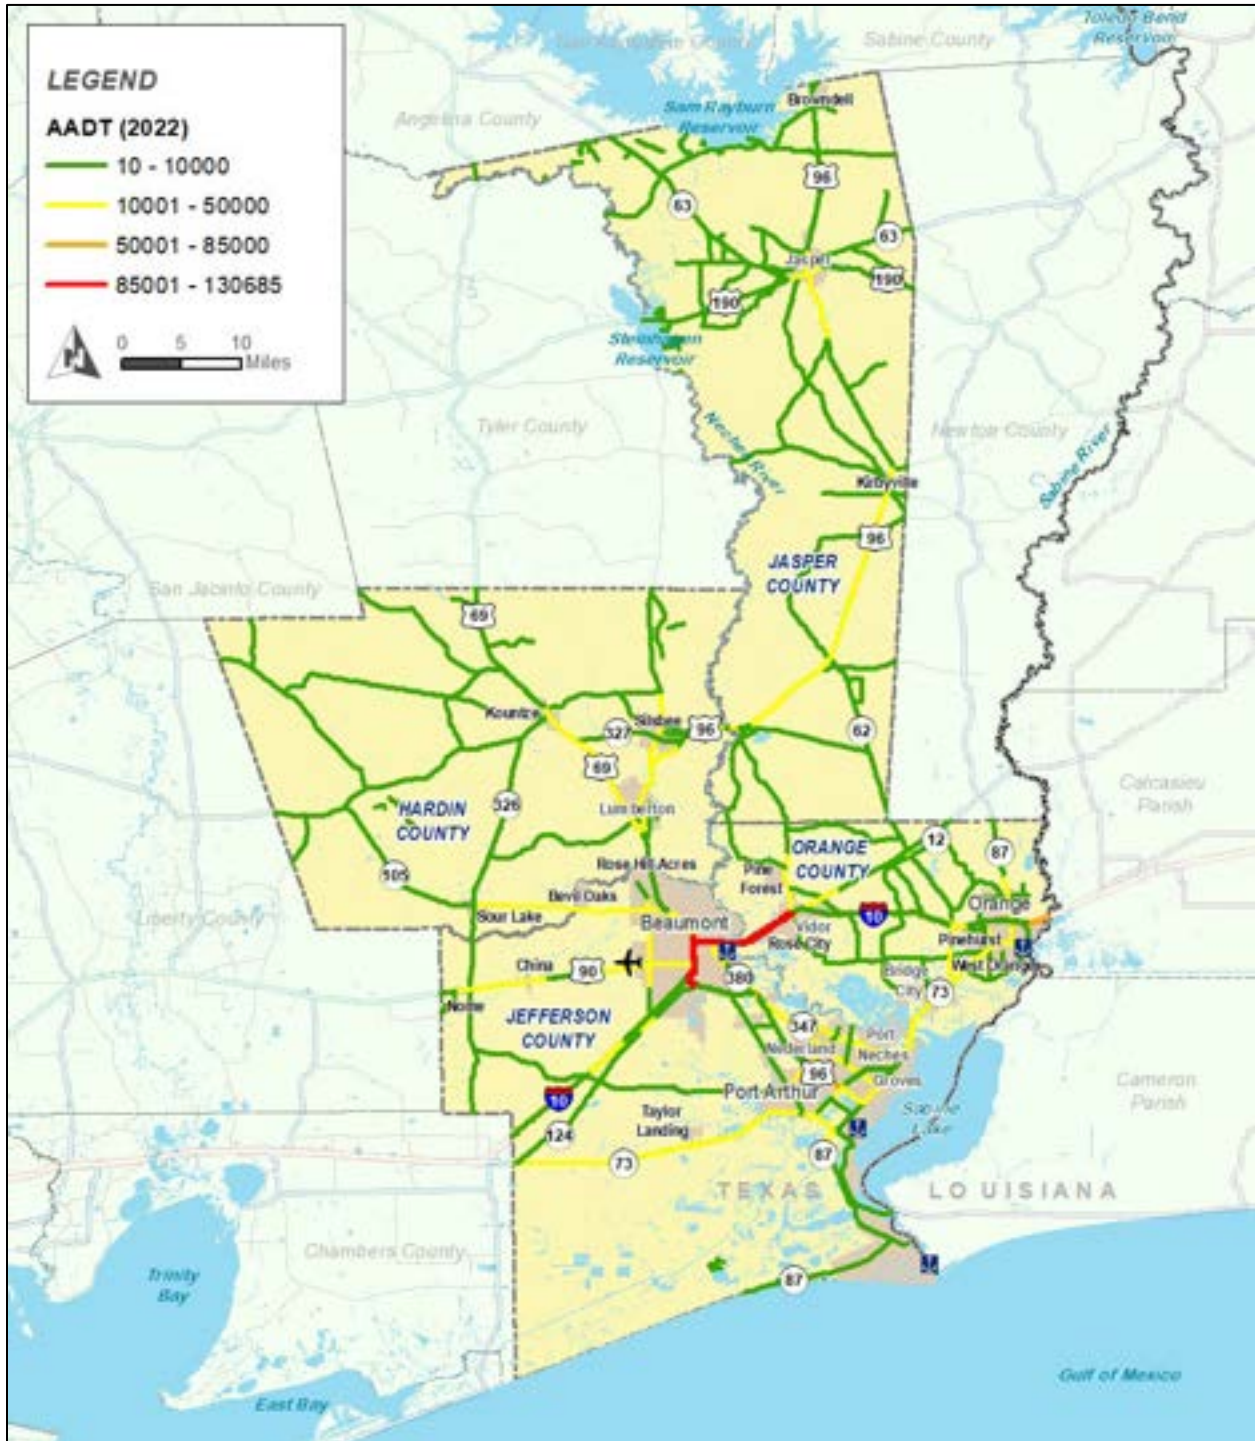 LEGEND
AADT (2022)
10 - 10000
10001 - 50000
50001 - 85000
85001 - 130685
0 5 10
Miles
Toledo Bend
Reservoir
Sabine County
Angelina County
Sam Rayburn
Reservoir
Browndell
96
63
63
Jasper
190
190
Steinhagen
Reservoir
Tyler County
Neches River
Newton County
Sabine River
Kirbyville
96
JASPER
COUNTY
San Jacinto County
69
Kountze
327
Silsbee
96
62
69
Lumberton
HARDIN
COUNTY
326
Calcasieu
Parish
12
87
ORANGE
COUNTY
105
Rose Hill Acres
Pine
Forest
Bevil Oaks
Liberty County
Sour Lake
Beaumont
10
Orange
Vidor
Rose City
Pinehurst
West Orange
China
90
380
Bridge
City
73
Nome
JEFFERSON
COUNTY
347
Port
Neches
Nederland
96
Groves
Port Arthur
Cameron
Parish
10
Taylor
Landing
Sabine
Lake
124
73
87
TEXAS
LOUISIANA
Chambers County
87
Trinity
Bay
East Bay
Gulf of Mexico